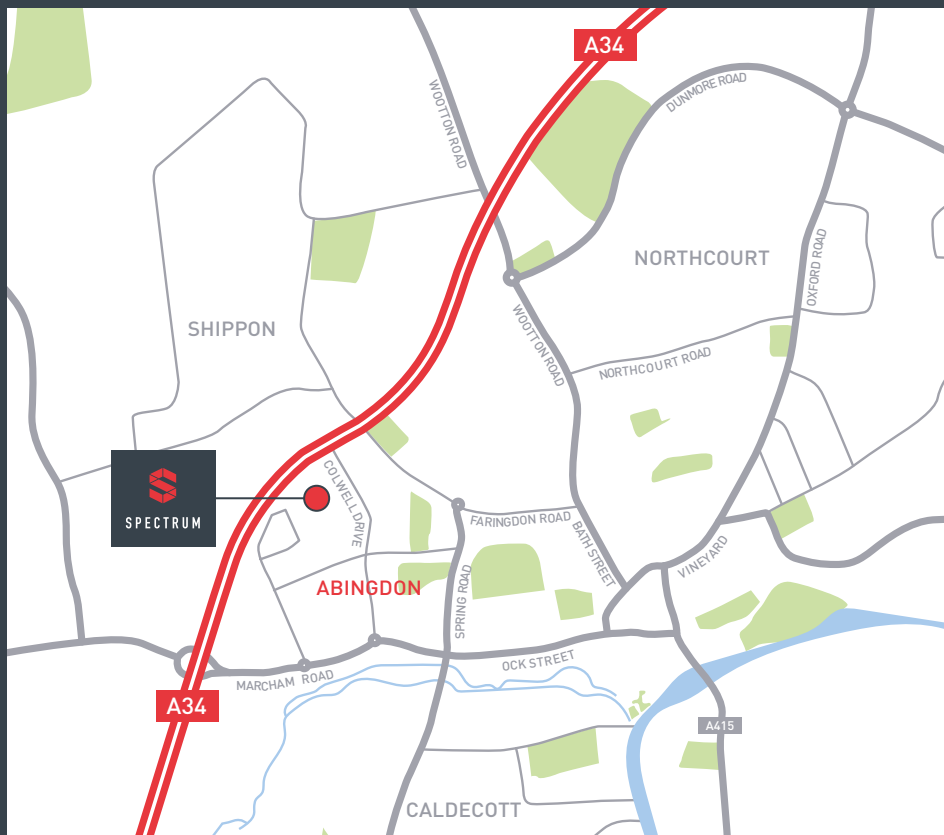 A34
WOOTTON ROAD
DUNMORE ROAD
NORTHCOURT
OXFORD ROAD
SHIPPON
WOOTTON ROAD
NORTHCOURT ROAD
COLWELL DRIVE
SPECTRUM
FARINGDON ROAD
BATH STREET
VINEYARD
ABINGDON
SPRING ROAD
OCK STREET
MARCHAM ROAD
A34
A415
CALDECOTT